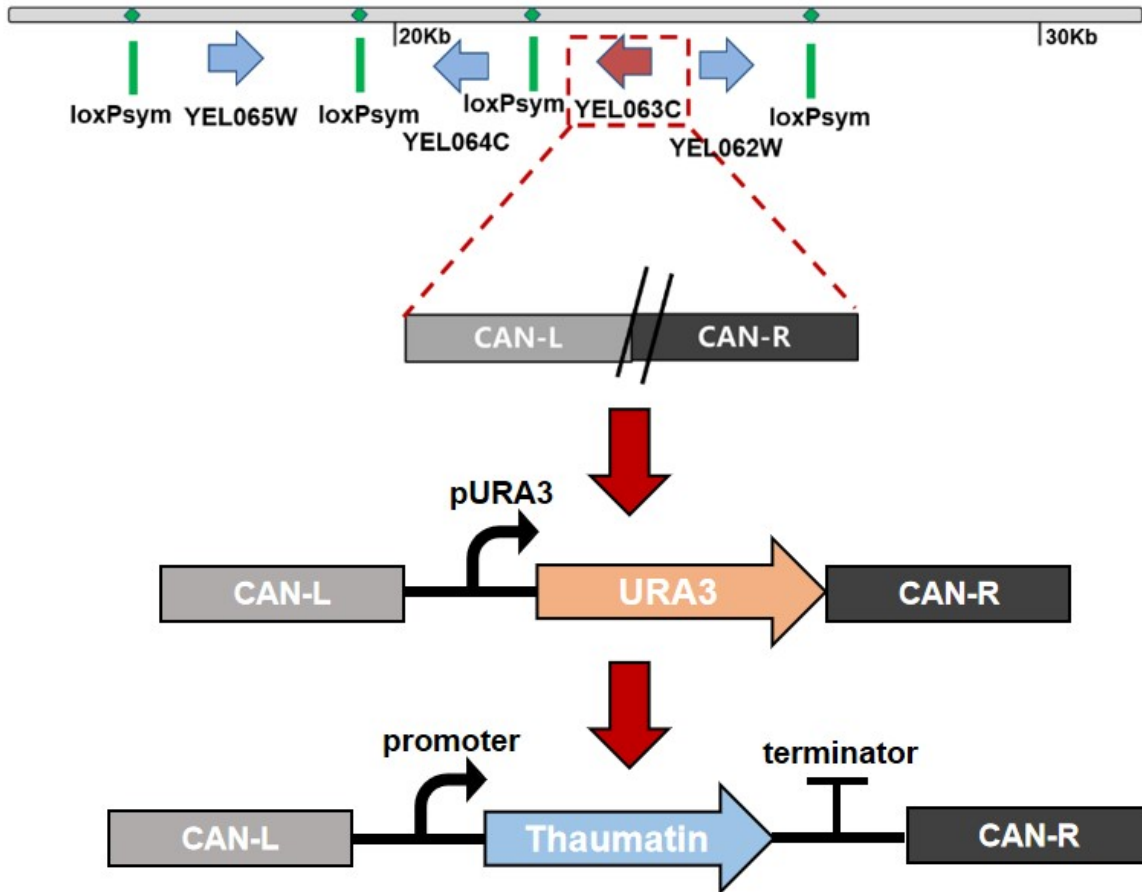 20Kb
30Kb
loxPsym
YEL065W
loxPsym
YEL064C
loxPsym
YEL063C
YEL062W
loxPsym
CAN-L
CAN-R
pURA3
CAN-L
URA3
CAN-R
promoter
terminator
CAN-L
Thaumatin
CAN-R